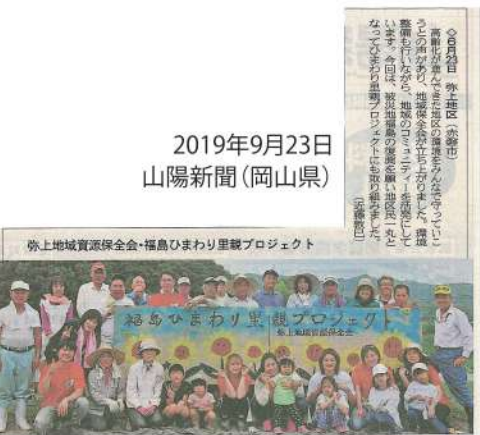 ◇6月23日 弥上地区（赤磐市）
高齢化が進んできた地区の環境をみんなで守っていこ
うとの声があり、地域保全会が立ち上がりました。環境
整備も行いながら、地域のコミュニティーを活発にして
います。今回は、被災地福島の復興を願い地区民一丸と
なってひまわり里親プロジェクトにも取り組みました。
2019年9月23日
山陽新聞（岡山県）
弥上地域資源保全会・福島ひまわり里親プロジェクト
福島ひまわり里親プロジェクト
弥上地域資源保全会